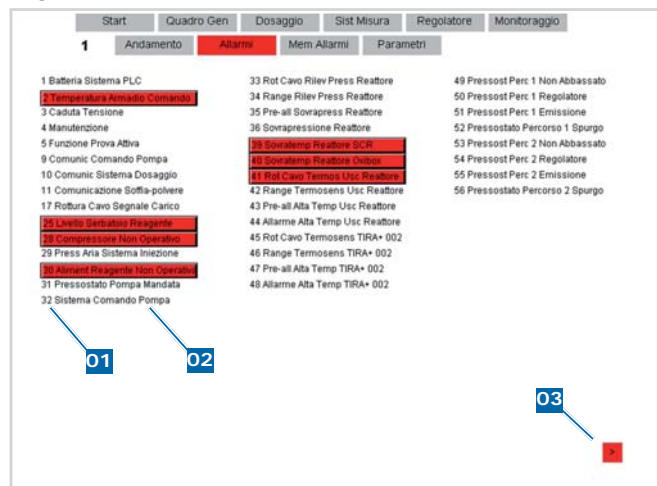 Start Quadro Gen Dosaggio Sist Misura Regolatore Monitoraggio
1 Andamento Allarmi Mem Allarmi Parametri
1 Batteria Sistema PLC
2 Temperatura Armadio Comando
3 Caduta Tensione
4 Manutenzione
5 Funzione Prova Attiva
9 Comunic Comando Pompa
10 Comunic Sistema Dosaggio
11 Comunicazione Soffia-polvere
17 Rottura Cavo Segnale Carico
25 Livello Serbatoio Reagente
28 Compressore Non Operativo
29 Press Aria Sistema Iniezione
30 Aliment Reagente Non Operativo
31 Pressostato Pompa Mandata
32 Sistema Comando Pompa
33 Rot Cavo Rilev Press Reattore
34 Range Rilev Press Reattore
35 Pre-all Sovrapress Reattore
36 Sovrapressione Reattore
39 Sovratemp Reattore SCR
40 Sovratemp Reattore Oxibox
41 Rot Cavo Termos Usc Reattore
42 Range Termosens Usc Reattore
43 Pre-all Alta Temp Usc Reattore
44 Allarme Alta Temp Usc Reattore
45 Rot Cavo Termosens TIRA+ 002
46 Range Termosens TIRA+ 002
47 Pre-all Alta Temp TIRA+ 002
48 Allarme Alta Temp TIRA+ 002
49 Pressost Perc 1 Non Abbassato
50 Pressost Perc 1 Regolatore
51 Pressost Perc 1 Emissione
52 Pressostato Percorso 1 Spurgo
53 Pressost Perc 2 Non Abbassato
54 Pressost Perc 2 Regolatore
55 Pressost Perc 2 Emissione
56 Pressostato Percorso 2 Spurgo
01
02
03
>